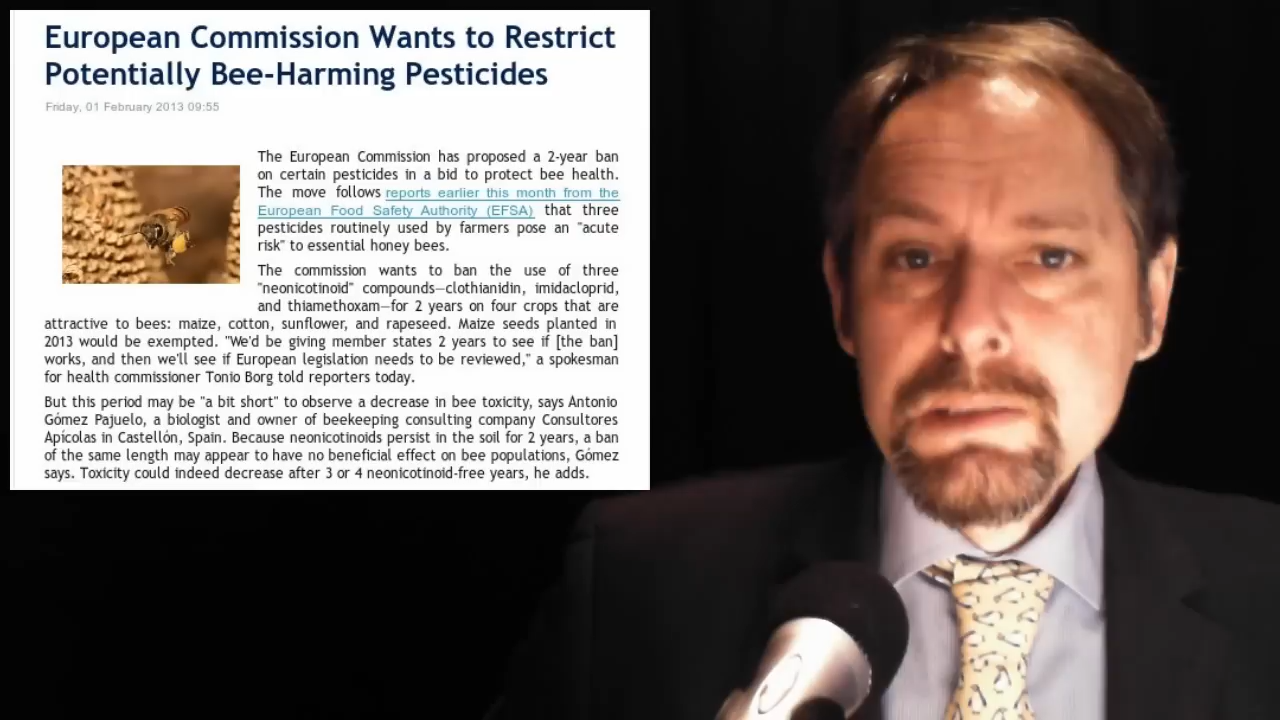 European Commission Wants to Restrict
Potentially Bee-Harming Pesticides
Friday, 01 February 2013 09:55
The European Commission has proposed a 2-year ban
on certain pesticides in a bid to protect bee health.
The move follows reports earlier this month from the
European Food Safety Authority (EFSA) that three
pesticides routinely used by farmers pose an "acute
risk" to essential honey bees.
The commission wants to ban the use of three
"neonicotinoid" compounds—clothianidin, imidacloprid,
and thiamethoxam—for 2 years on four crops that are
attractive to bees: maize, cotton, sunflower, and rapeseed. Maize seeds planted in
2013 would be exempted. "We'd be giving member states 2 years to see if [the ban]
works, and then we'll see if European legislation needs to be reviewed," a spokesman
for health commissioner Tonio Borg told reporters today.
But this period may be "a bit short" to observe a decrease in bee toxicity, says Antonio
Gómez Pajuelo, a biologist and owner of beekeeping consulting company Consultores
Apícolas in Castellón, Spain. Because neonicotinoids persist in the soil for 2 years, a ban
of the same length may appear to have no beneficial effect on bee populations, Gómez
says. Toxicity could indeed decrease after 3 or 4 neonicotinoid-free years, he adds.